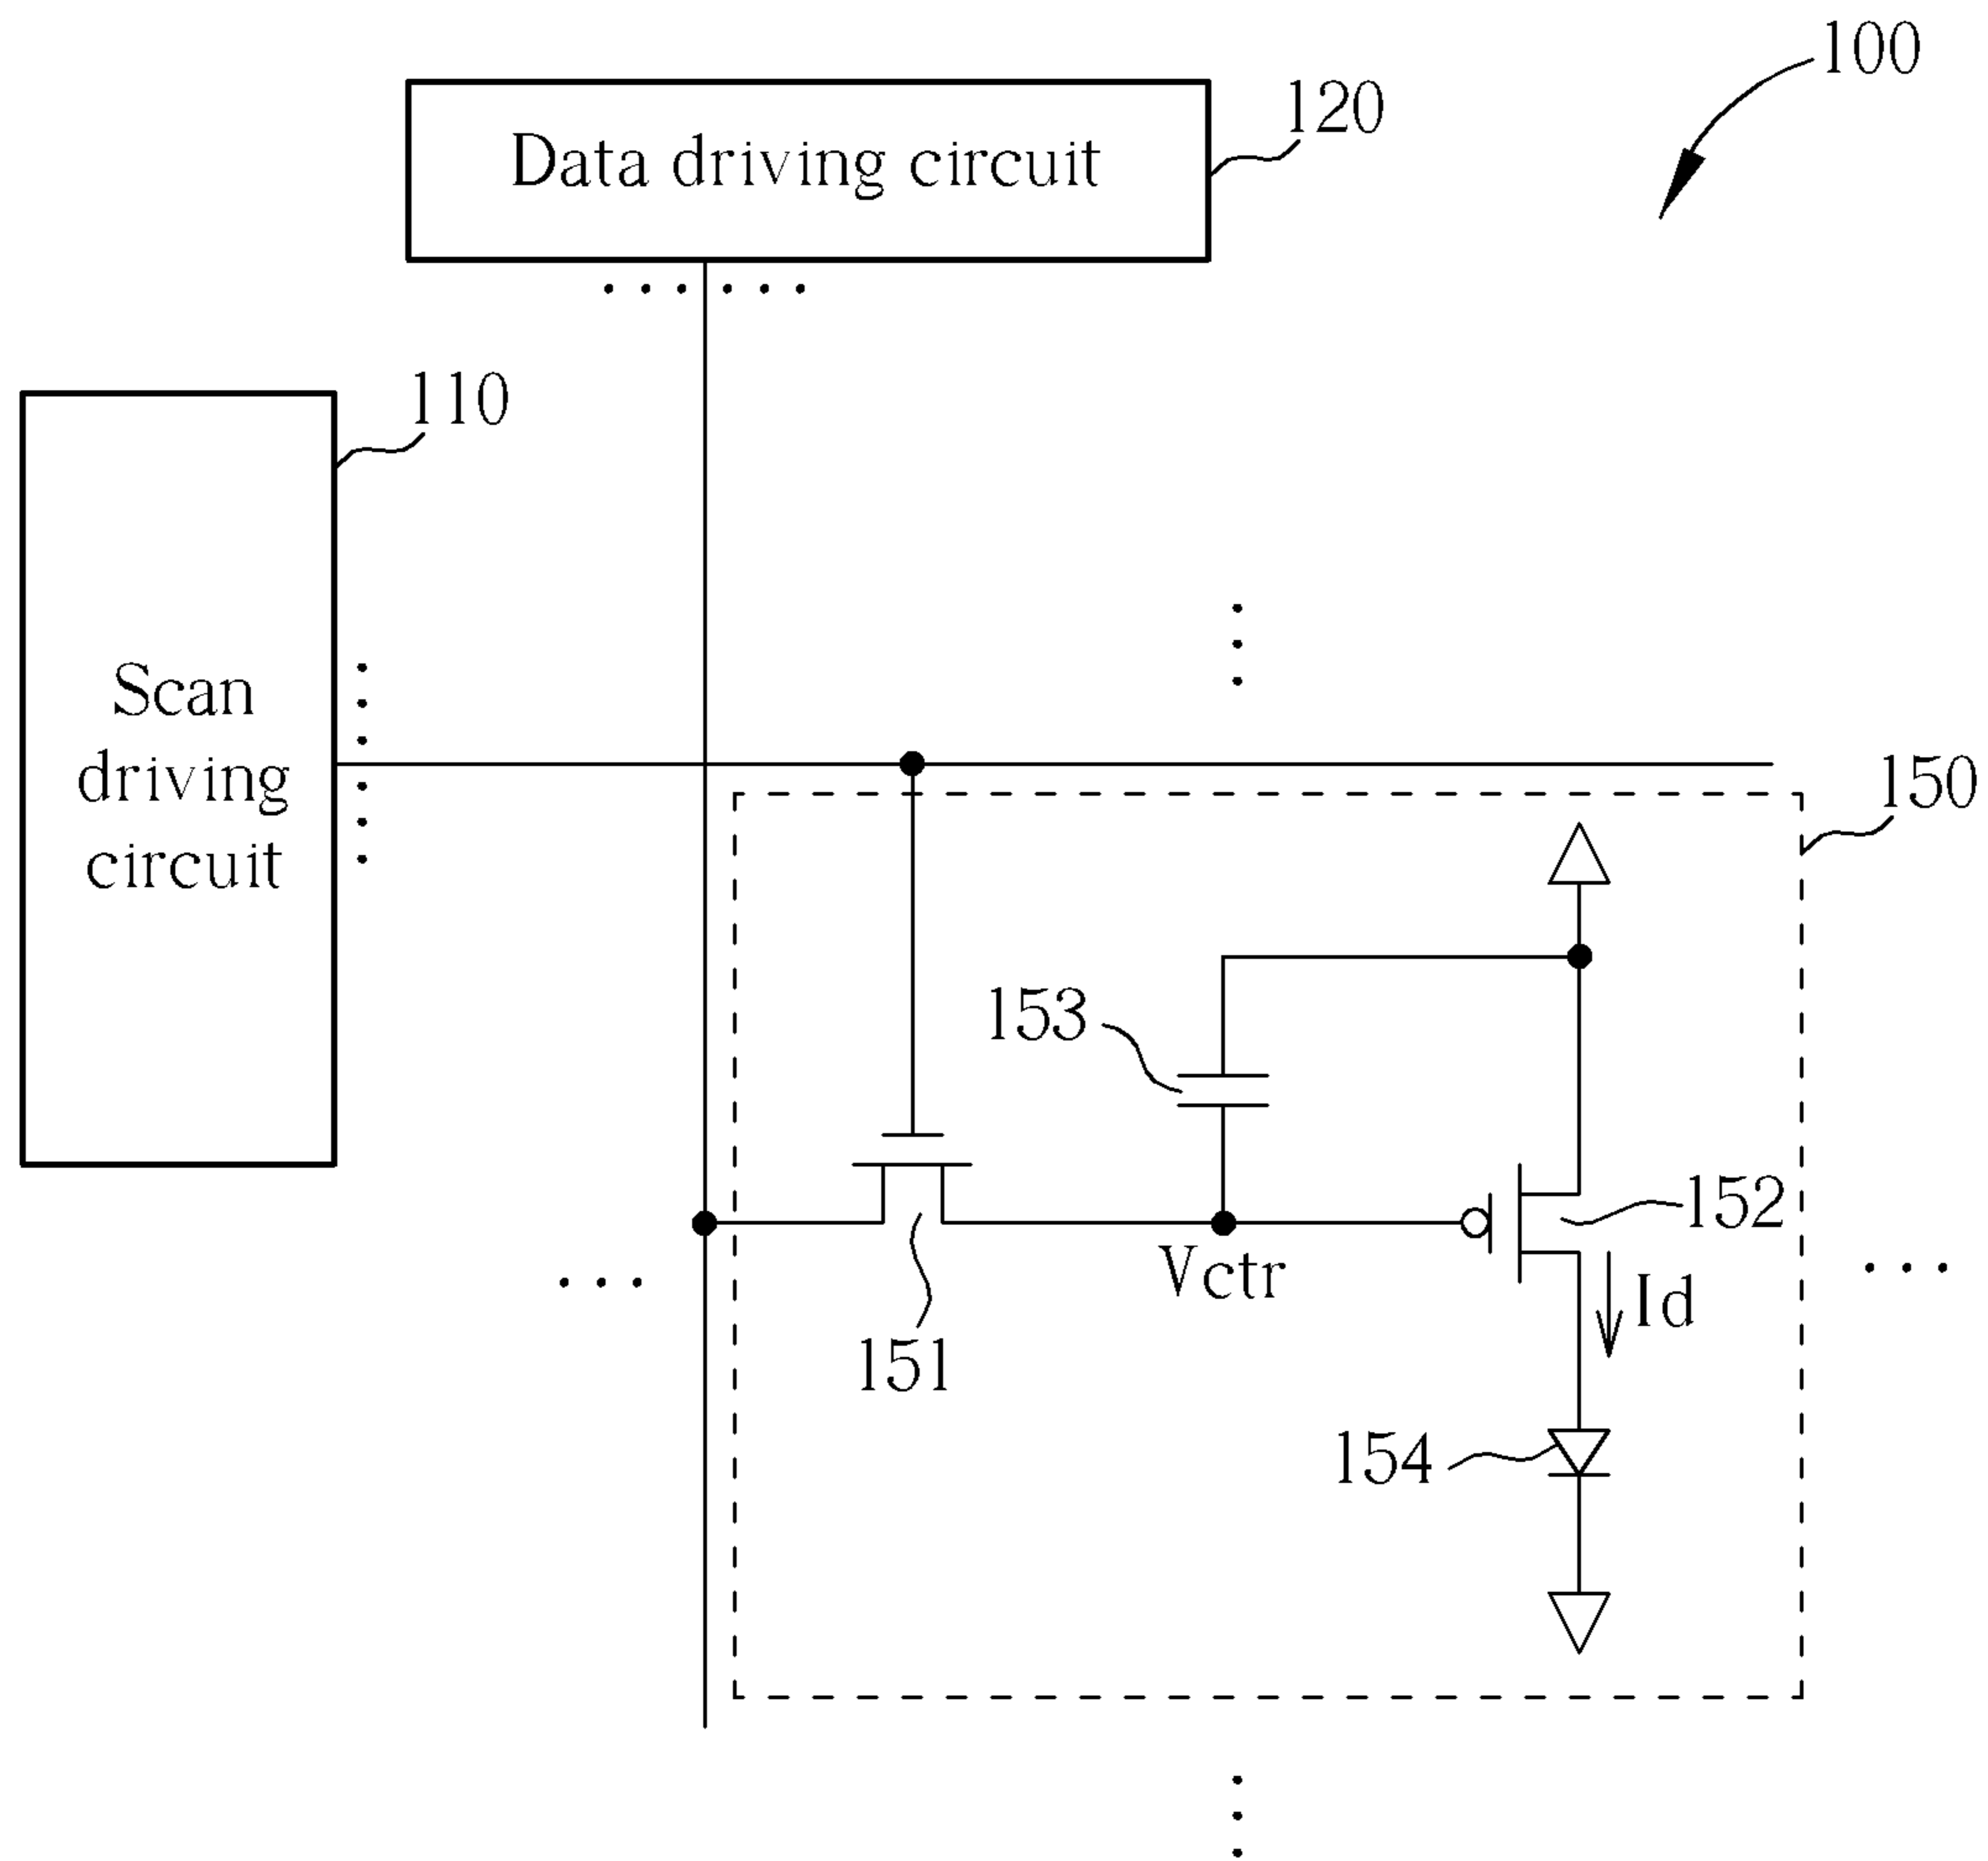 100
120
Data driving circuit
110
Scan
driving
circuit
150
153
152
Vctr
Id
151
154